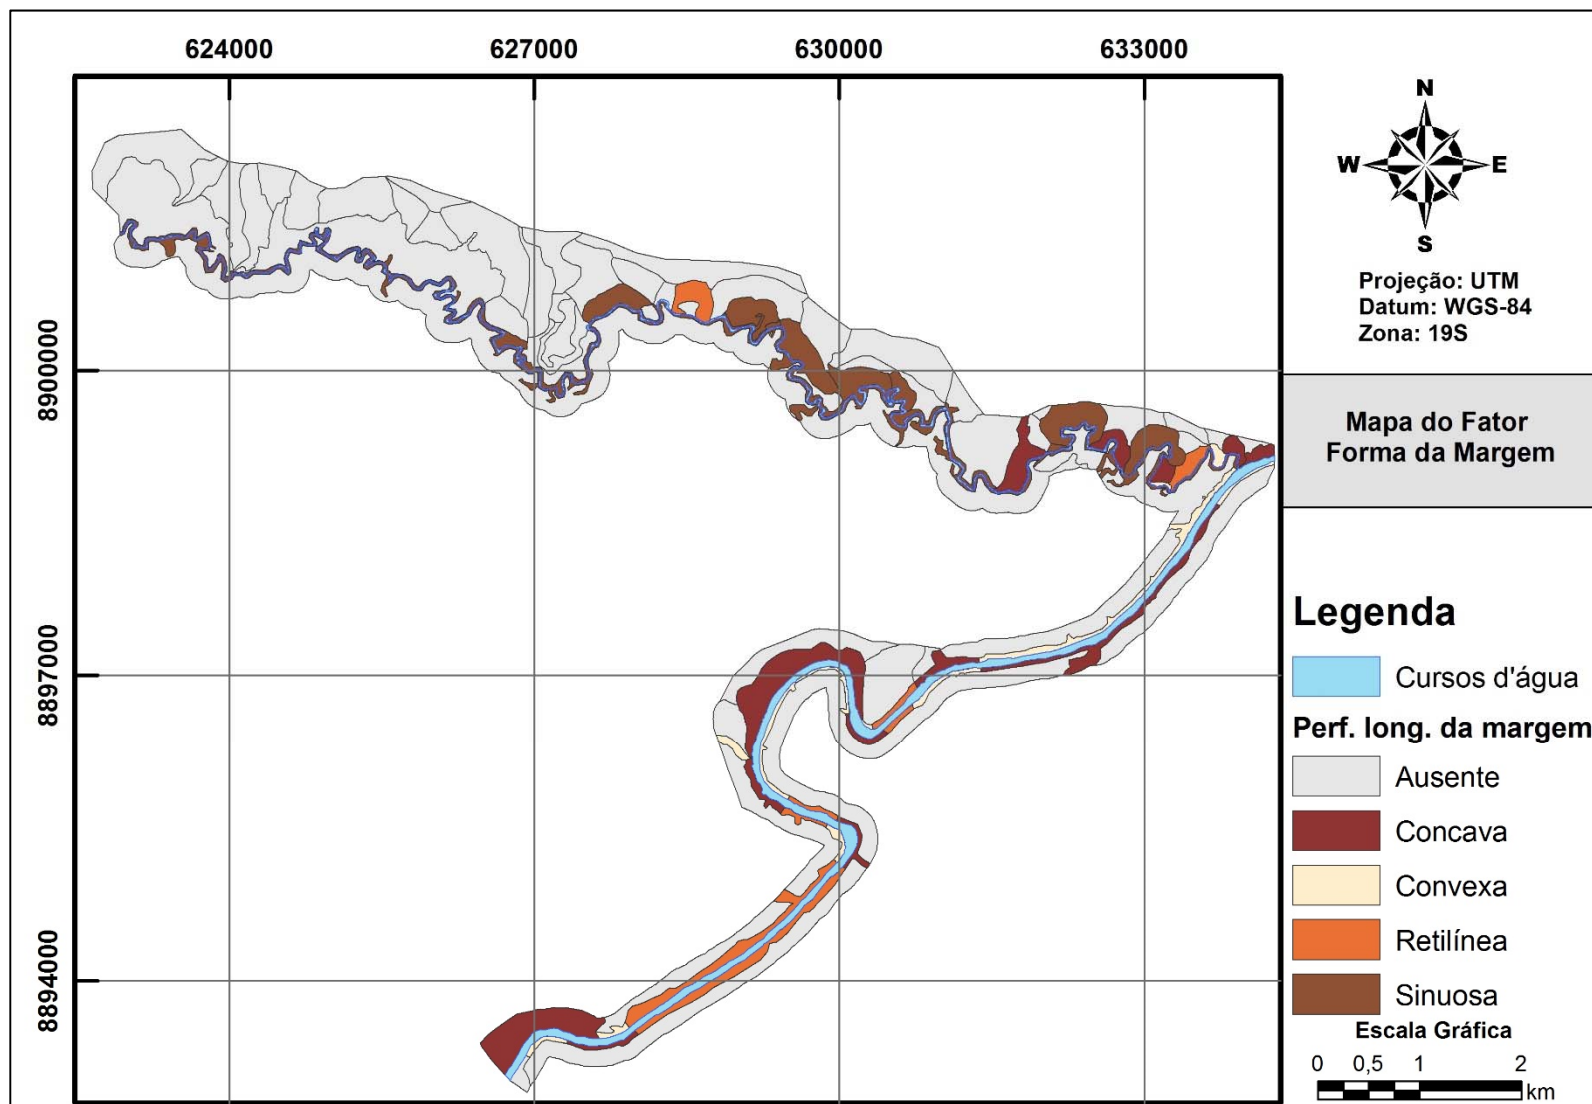 624000
627000
630000
633000
8900000
8897000
8894000
N
W
E
S
Projeção: UTM
Datum: WGS-84
Zona: 19S
Mapa do Fator
Forma da Margem
Legenda
Cursos d'água
Perf. long. da margem
Ausente
Concava
Convexa
Retilínea
Sinuosa
Escala Gráfica
0 0,5 1 2
km